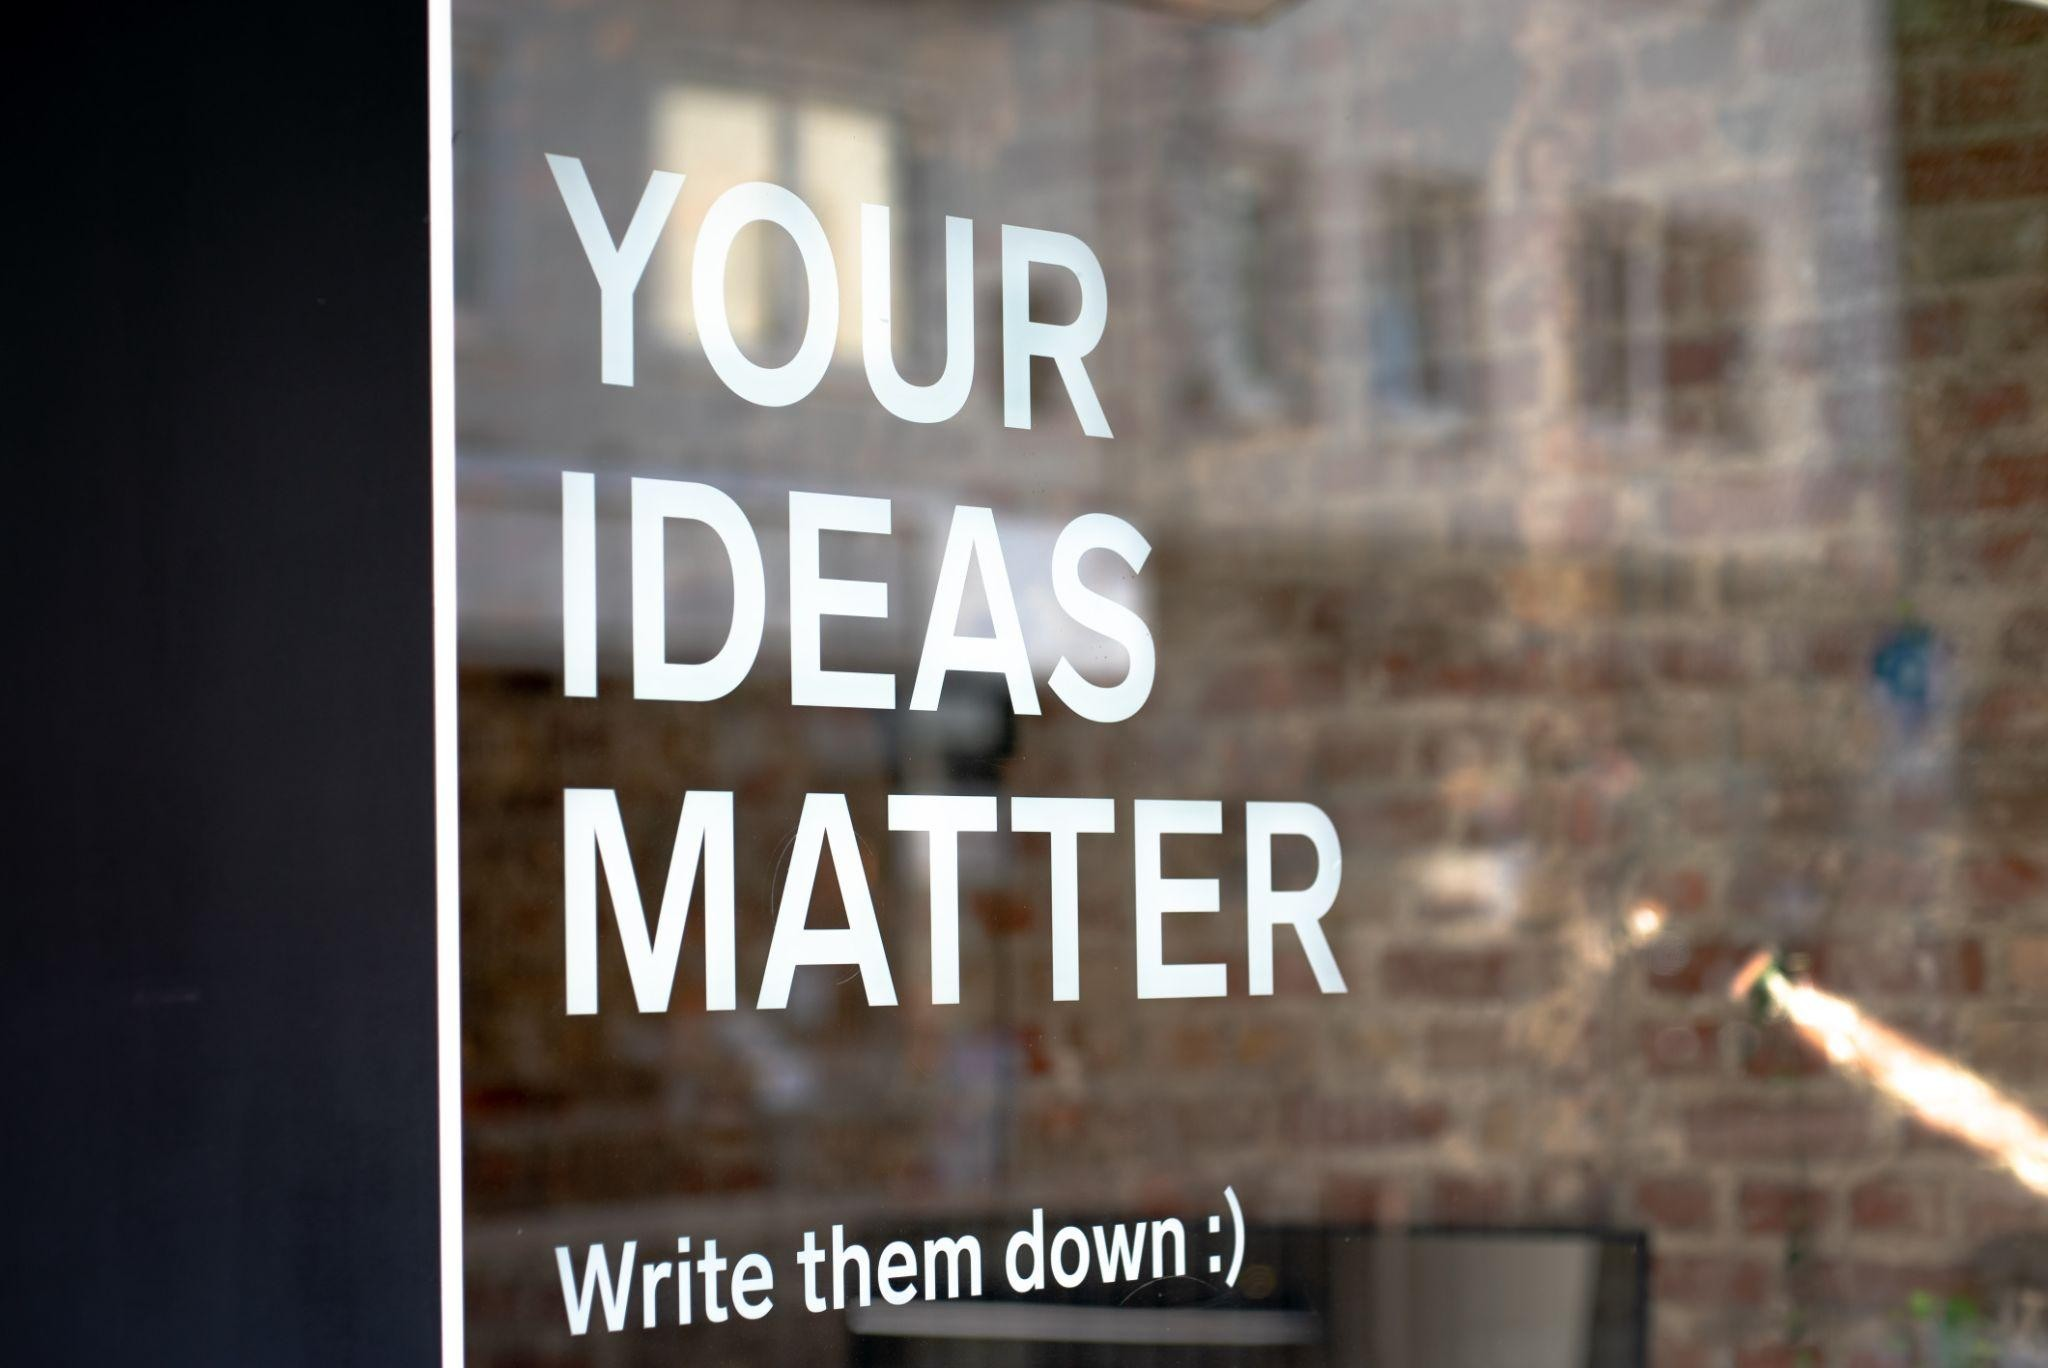 YOUR
IDEAS
MATTER
Write them down :)